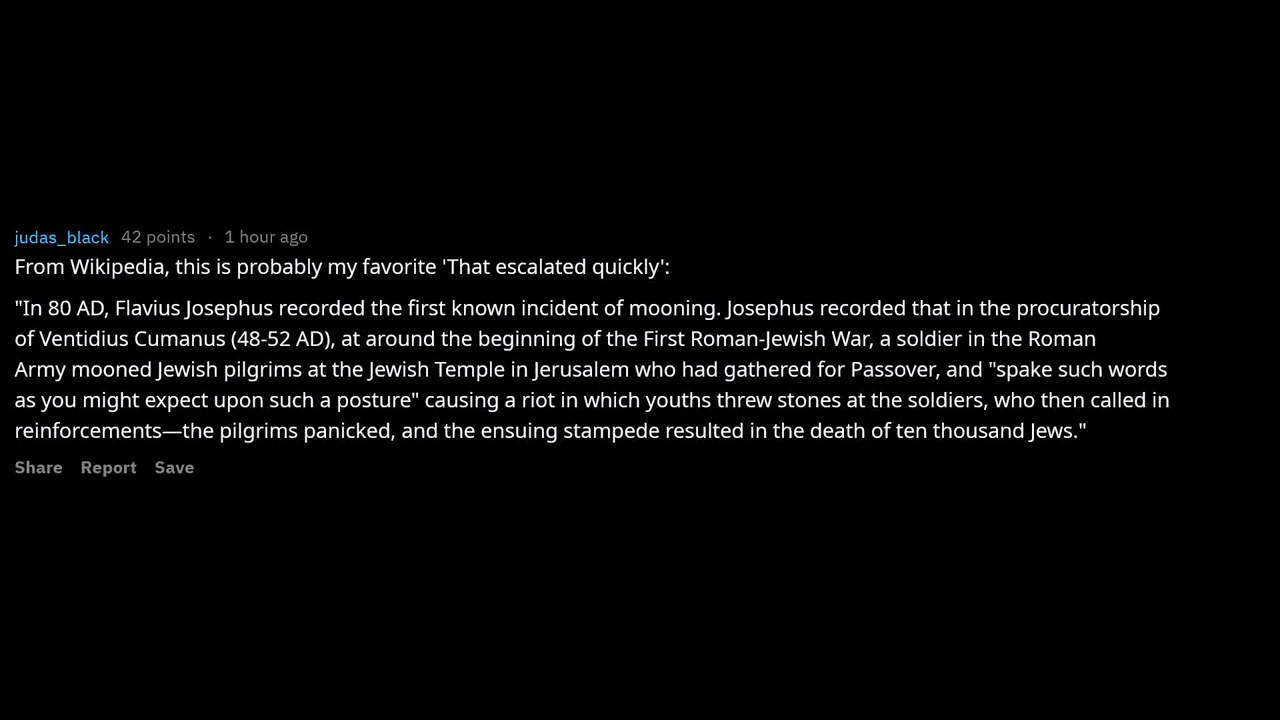 judas_black 42 points · 1 hour ago
From Wikipedia, this is probably my favorite 'That escalated quickly':
"In 80 AD, Flavius Josephus recorded the first known incident of mooning. Josephus recorded that in the procuratorship
of Ventidius Cumanus (48-52 AD), at around the beginning of the First Roman-Jewish War, a soldier in the Roman
Army mooned Jewish pilgrims at the Jewish Temple in Jerusalem who had gathered for Passover, and "spake such words
as you might expect upon such a posture" causing a riot in which youths threw stones at the soldiers, who then called in
reinforcements—the pilgrims panicked, and the ensuing stampede resulted in the death of ten thousand Jews."
Share Report Save